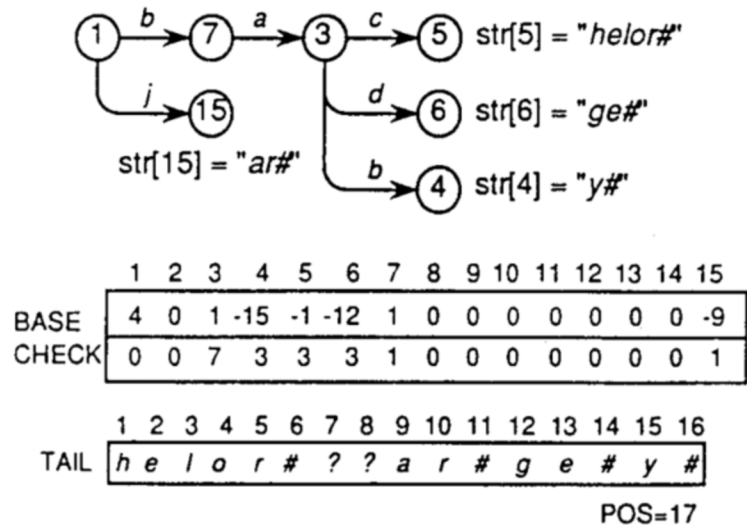 1 b 7 a 3 c 5 str[5] = "helor#"
j d
15 6 str[6] = "ge#"
str[15] = "ar#" b 4 str[4] = "y#"
1 2 3 4 5 6 7 8 9 10 11 12 13 14 15
BASE 4 0 1 -15 -1 -12 1 0 0 0 0 0 0 0 -9
CHECK 0 0 7 3 3 3 1 0 0 0 0 0 0 0 1
1 2 3 4 5 6 7 8 9 10 11 12 13 14 15 16
TAIL h e l o r # ? ? a r # g e # y #
POS=17